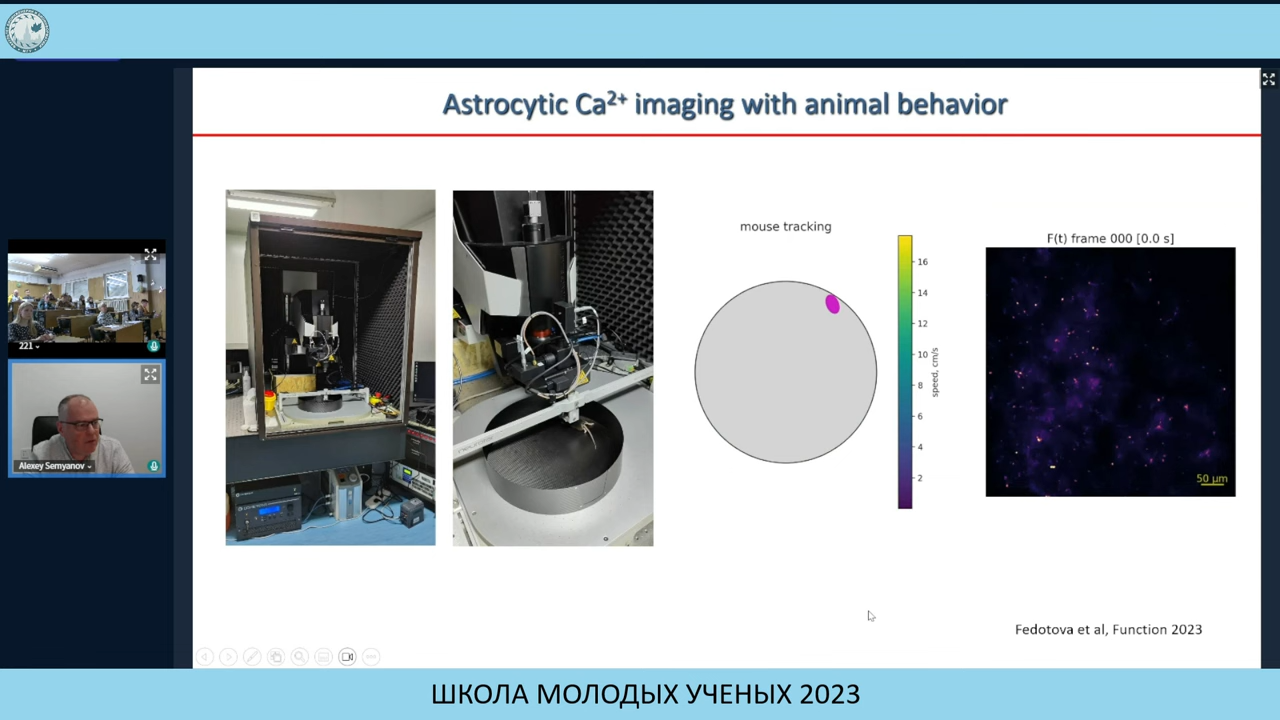 Astrocytic Ca²⁺ imaging with animal behavior
mouse tracking
16
14
12
10
8
6
4
2
speed, cm/s
F(t) frame 000 [0.0 s]
50 μm
221
Alexey Semyanov
Fedotova et al, Function 2023
ШКОЛА МОЛОДЫХ УЧЕНЫХ 2023